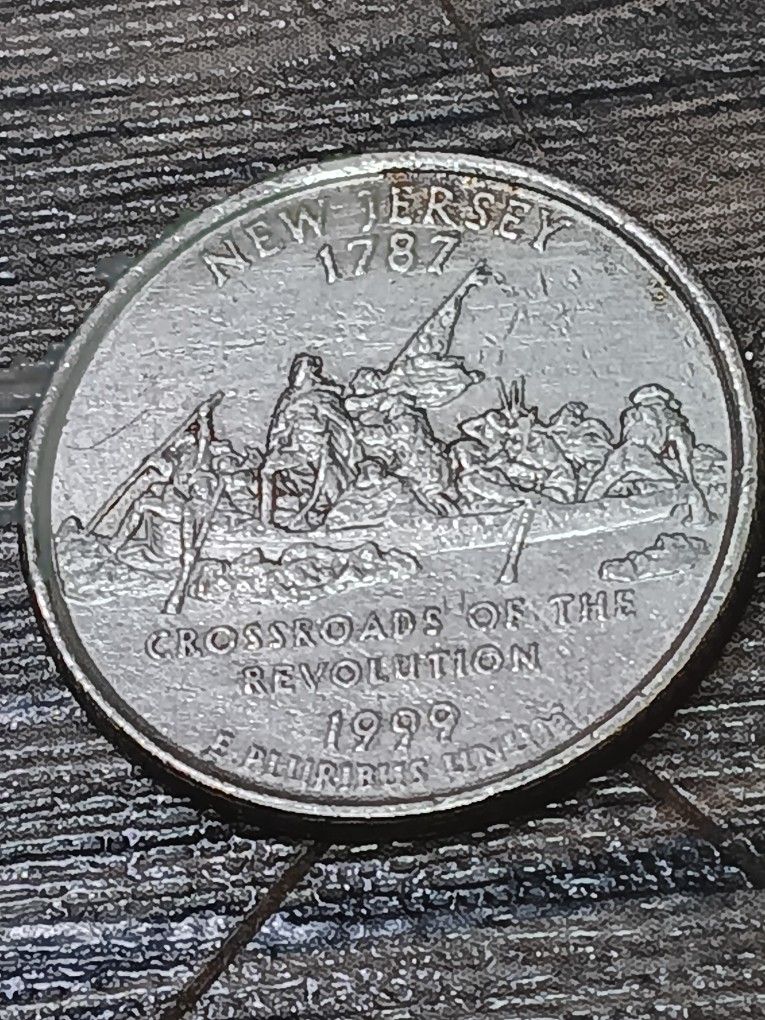 NEW JERSEY
1787
CROSSROADS OF THE
REVOLUTION
1999
E PLURIBUS UNUM